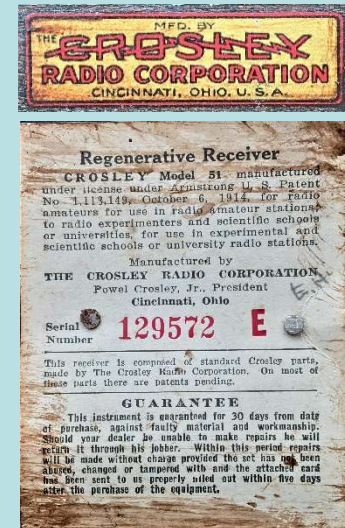 MFD. BY
THE CROSLEY
RADIO CORPORATION
CINCINNATI, OHIO. U. S. A.
Regenerative Receiver
CROSLEY Model 51, manufactured
under license under Armstrong U. S. Patent
No 1,113,149, October 6, 1914, for radio
amateurs for use in radio amateur stations;
to radio experimenters and scientific schools
or universities, for use in experimental and
scientific schools or university radio stations.
Manufactured by
THE CROSLEY RADIO CORPORATION
Powel Crosley, Jr., President
Cincinnati, Ohio
E.H.
Serial
Number 129572 E
This receiver is composed of standard Crosley parts,
made by The Crosley Radio Corporation. On most of
these parts there are patents pending.
GUARANTEE
This instrument is guaranteed for 30 days from date
of purchase, against faulty material and workmanship.
Should your dealer be unable to make repairs he will
return it through his jobber. Within this period repairs
will be made without charge provided the set has not been
abused, changed or tampered with and the attached card
has been sent to us properly filled out within five days
after the purchase of the equipment.